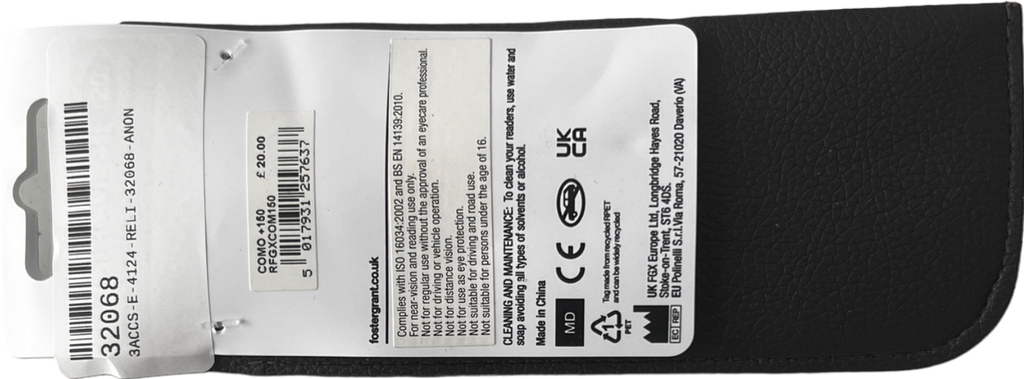 32068
3ACCS-E-4124-RELI-32068-ANON
COMO +150
RFGXCOM150
£ 20.00
5 017931 257637
fostergrant.co.uk
Complies with ISO 16034:2002 and BS EN 14139:2010.
For near-vision and reading use only.
Not for regular use without the approval of an eyecare professional.
Not for driving or vehicle operation.
Not for distance vision.
Not for use as eye protection.
Not suitable for driving and road use.
Not suitable for persons under the age of 16.
CLEANING AND MAINTENANCE: To clean your readers, use water and
soap avoiding all types of solvents or alcohol.
Made in China
MD
CE
UK
CA
1
PET
Tag made from recycled RPET
and can be widely recycled
UK FGX Europe Ltd, Longbridge Hayes Road,
Stoke-on-Trent, ST6 4DS.
EC REP
EU Polinelli S.r.l.Via Roma, 57-21020 Daverio (VA)